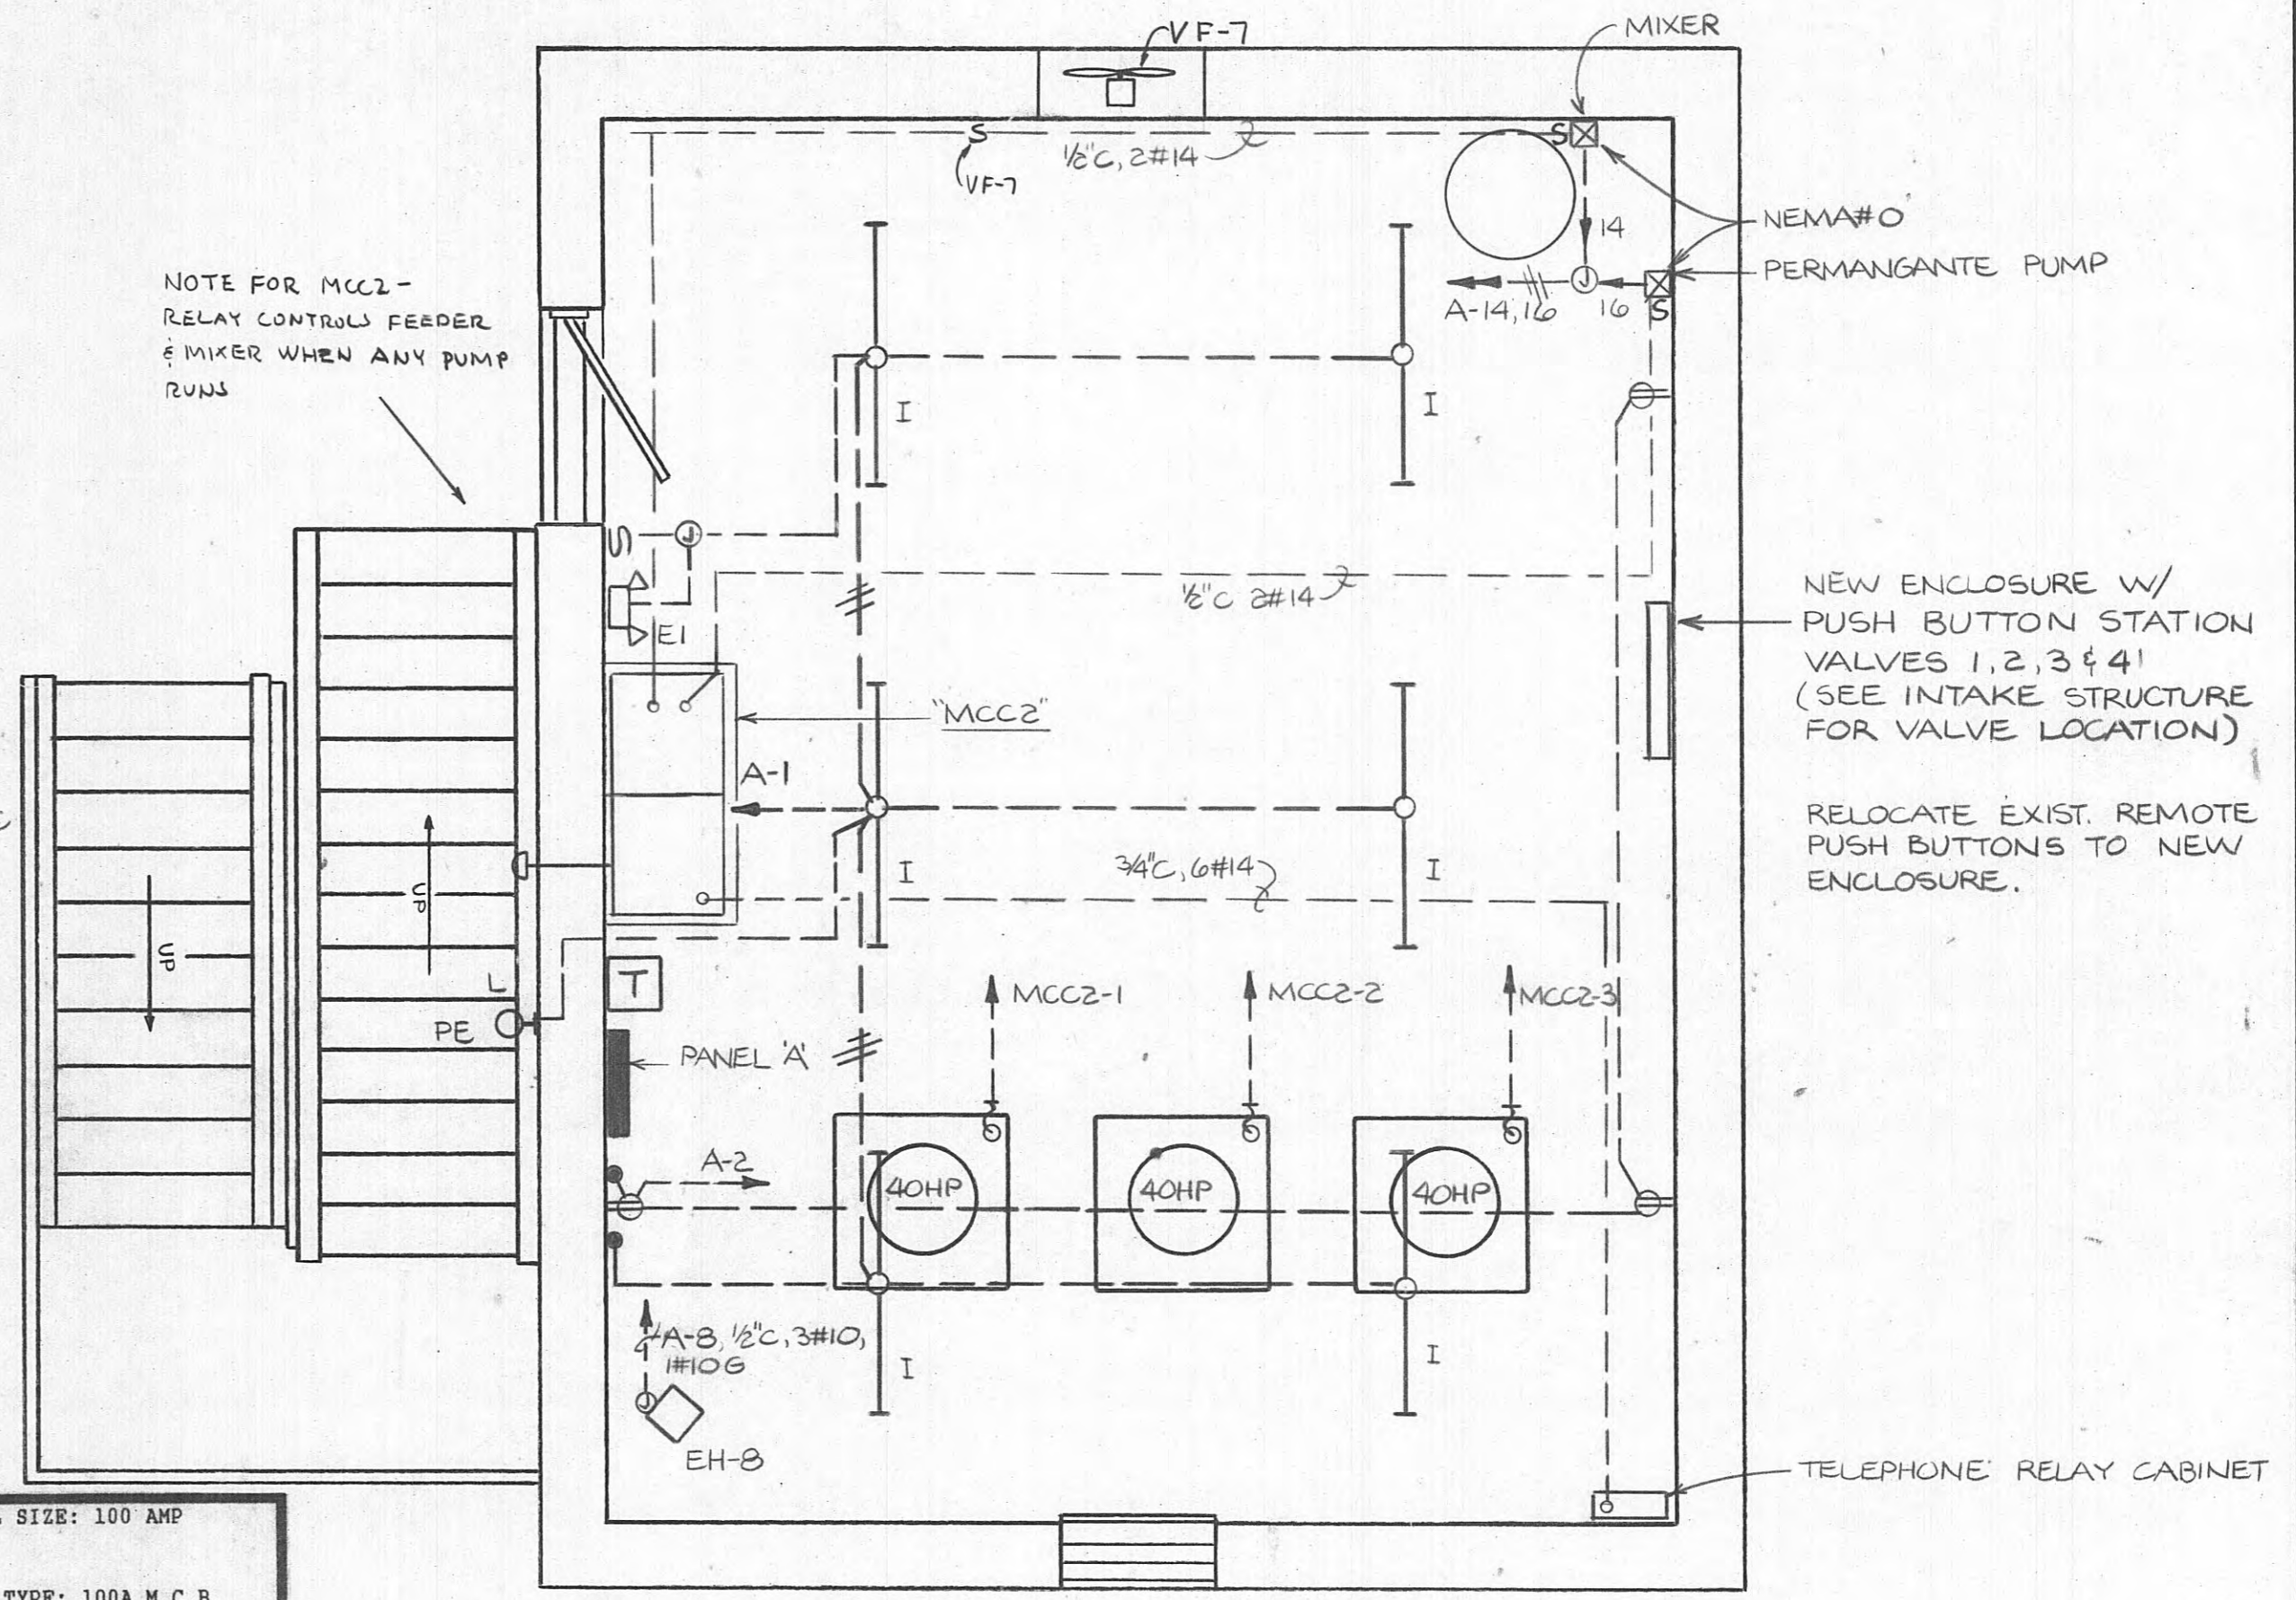 VF-7
MIXER
S
VF-7
1/2"C, 2#14
S
14
NEMA#0
J
PERMANGANTE PUMP
A-14,16
16
S
NOTE FOR MCC2-
RELAY CONTROLS FEEDER
& MIXER WHEN ANY PUMP
RUNS
I
I
S
J
1/2"C 2#14
E1
NEW ENCLOSURE W/
PUSH BUTTON STATION
VALVES 1,2,3 & 4
(SEE INTAKE STRUCTURE
FOR VALVE LOCATION)
RELOCATE EXIST. REMOTE
PUSH BUTTONS TO NEW
ENCLOSURE.
"MCC2"
A-1
3/4"C, 6#14
I
I
UP
UP
L
PE
T
MCC2-1
MCC2-2
MCC2-3
PANEL 'A'
A-2
40HP
40HP
40HP
A-8, 1/2"C, 3#10,
1#10G
I
I
J
EH-8
TELEPHONE RELAY CABINET
SIZE: 100 AMP
TYPE: 100A M.C.B.